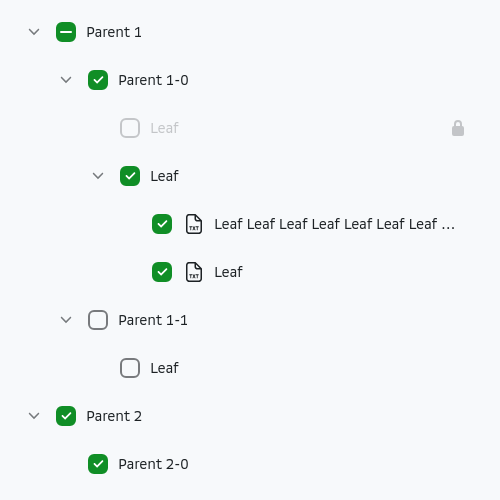 Parent 1
Parent 1-0
Leaf
Leaf
TXT Leaf Leaf Leaf Leaf Leaf Leaf Leaf ...
TXT Leaf
Parent 1-1
Leaf
Parent 2
Parent 2-0